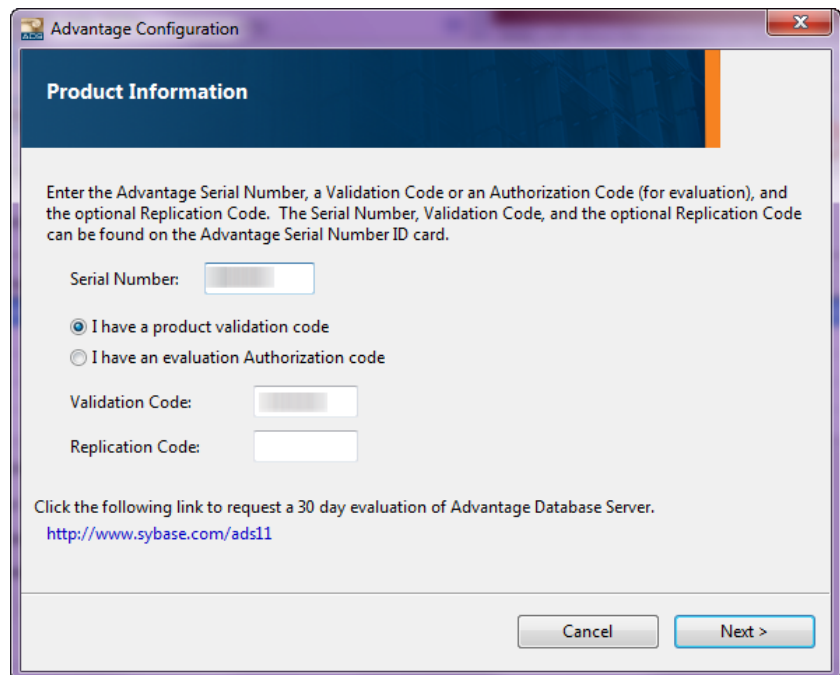 Advantage Configuration
Product Information
Enter the Advantage Serial Number, a Validation Code or an Authorization Code (for evaluation), and
the optional Replication Code.  The Serial Number, Validation Code, and the optional Replication Code
can be found on the Advantage Serial Number ID card.
Serial Number:
I have a product validation code
I have an evaluation Authorization code
Validation Code:
Replication Code:
Click the following link to request a 30 day evaluation of Advantage Database Server.
http://www.sybase.com/ads11
Cancel
Next >